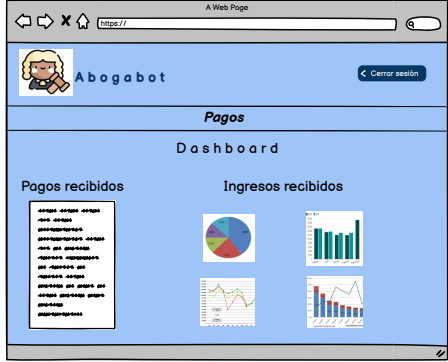 A Web Page
https://
Abogabot
Cerrar sesión
Pagos
Dashboard
Pagos recibidos
Ingresos recibidos